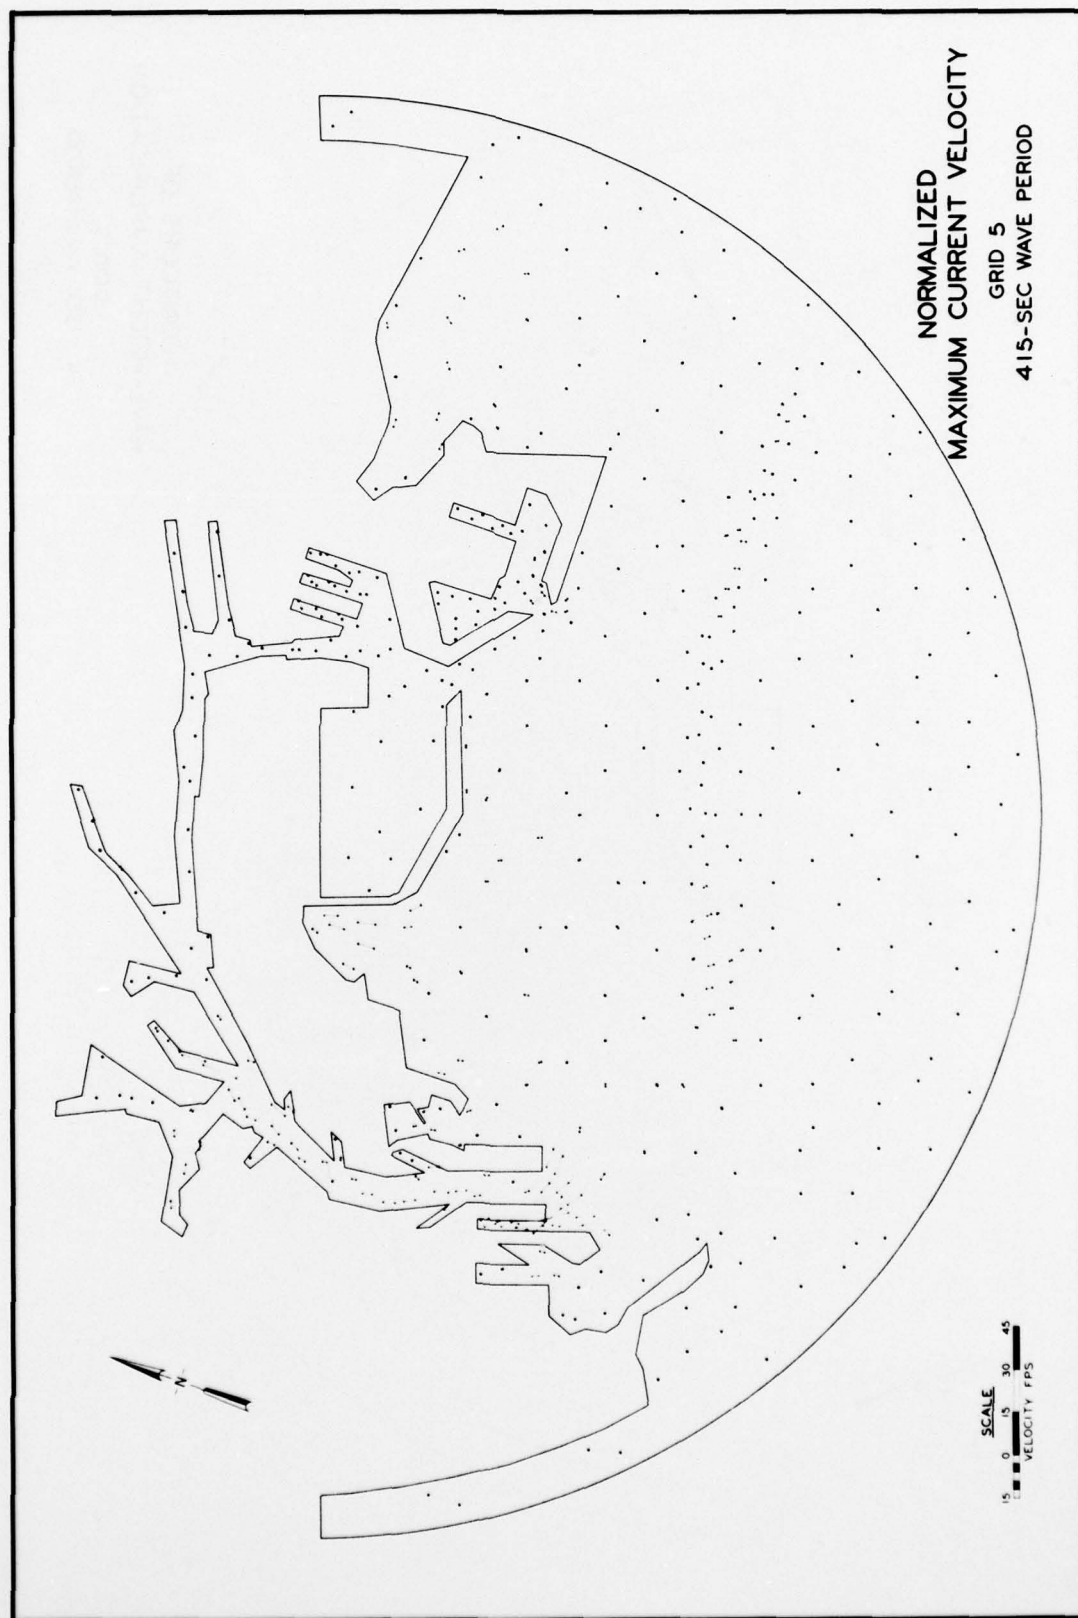 NORMALIZED
MAXIMUM CURRENT VELOCITY
GRID 5
415-SEC WAVE PERIOD
N
SCALE
15 0 15 30 45
VELOCITY FPS